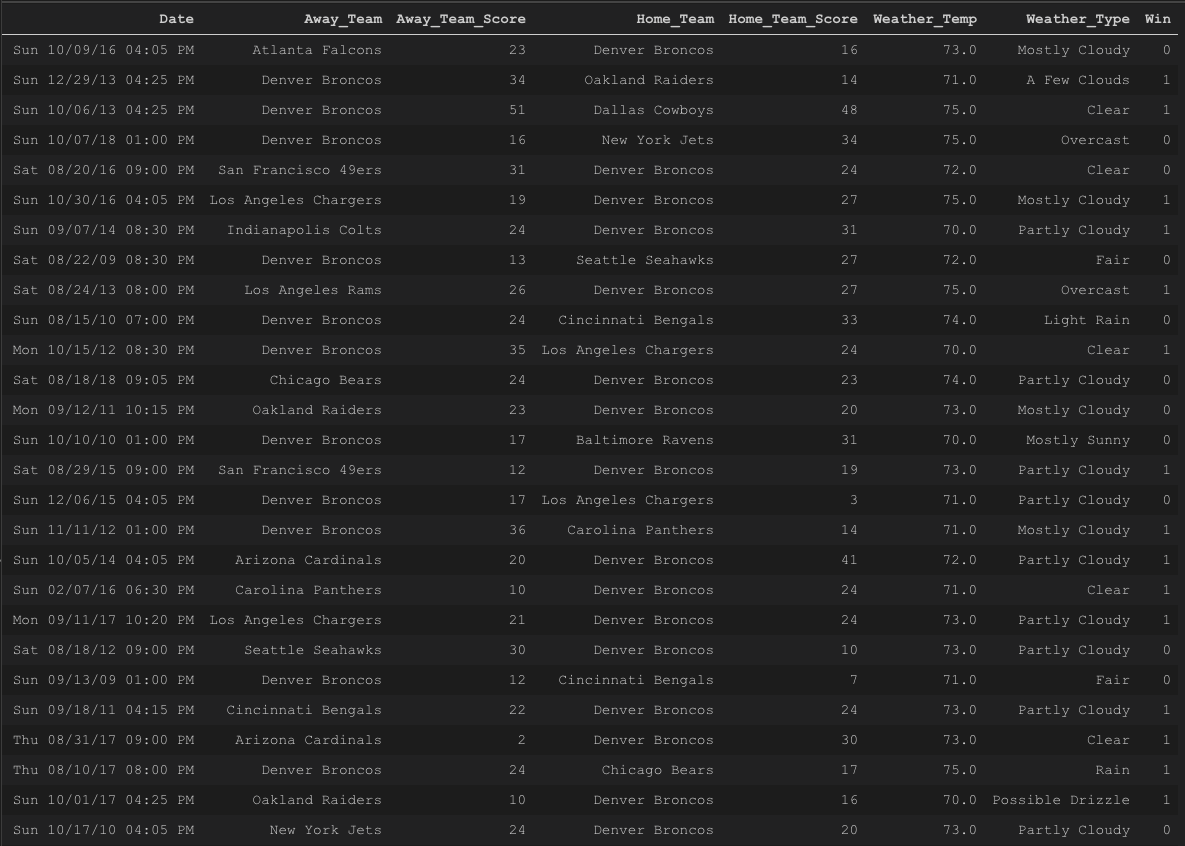 Date Away_Team Away_Team_Score Home_Team Home_Team_Score Weather_Temp Weather_Type Win
Sun 10/09/16 04:05 PM Atlanta Falcons 23 Denver Broncos 16 73.0 Mostly Cloudy 0
Sun 12/29/13 04:25 PM Denver Broncos 34 Oakland Raiders 14 71.0 A Few Clouds 1
Sun 10/06/13 04:25 PM Denver Broncos 51 Dallas Cowboys 48 75.0 Clear 1
Sun 10/07/18 01:00 PM Denver Broncos 16 New York Jets 34 75.0 Overcast 0
Sat 08/20/16 09:00 PM San Francisco 49ers 31 Denver Broncos 24 72.0 Clear 0
Sun 10/30/16 04:05 PM Los Angeles Chargers 19 Denver Broncos 27 75.0 Mostly Cloudy 1
Sun 09/07/14 08:30 PM Indianapolis Colts 24 Denver Broncos 31 70.0 Partly Cloudy 1
Sat 08/22/09 08:30 PM Denver Broncos 13 Seattle Seahawks 27 72.0 Fair 0
Sat 08/24/13 08:00 PM Los Angeles Rams 26 Denver Broncos 27 75.0 Overcast 1
Sun 08/15/10 07:00 PM Denver Broncos 24 Cincinnati Bengals 33 74.0 Light Rain 0
Mon 10/15/12 08:30 PM Denver Broncos 35 Los Angeles Chargers 24 70.0 Clear 1
Sat 08/18/18 09:05 PM Chicago Bears 24 Denver Broncos 23 74.0 Partly Cloudy 0
Mon 09/12/11 10:15 PM Oakland Raiders 23 Denver Broncos 20 73.0 Mostly Cloudy 0
Sun 10/10/10 01:00 PM Denver Broncos 17 Baltimore Ravens 31 70.0 Mostly Sunny 0
Sat 08/29/15 09:00 PM San Francisco 49ers 12 Denver Broncos 19 73.0 Partly Cloudy 1
Sun 12/06/15 04:05 PM Denver Broncos 17 Los Angeles Chargers 3 71.0 Partly Cloudy 0
Sun 11/11/12 01:00 PM Denver Broncos 36 Carolina Panthers 14 71.0 Mostly Cloudy 1
Sun 10/05/14 04:05 PM Arizona Cardinals 20 Denver Broncos 41 72.0 Partly Cloudy 1
Sun 02/07/16 06:30 PM Carolina Panthers 10 Denver Broncos 24 71.0 Clear 1
Mon 09/11/17 10:20 PM Los Angeles Chargers 21 Denver Broncos 24 73.0 Partly Cloudy 1
Sat 08/18/12 09:00 PM Seattle Seahawks 30 Denver Broncos 10 73.0 Partly Cloudy 0
Sun 09/13/09 01:00 PM Denver Broncos 12 Cincinnati Bengals 7 71.0 Fair 0
Sun 09/18/11 04:15 PM Cincinnati Bengals 22 Denver Broncos 24 73.0 Partly Cloudy 1
Thu 08/31/17 09:00 PM Arizona Cardinals 2 Denver Broncos 30 73.0 Clear 1
Thu 08/10/17 08:00 PM Denver Broncos 24 Chicago Bears 17 75.0 Rain 1
Sun 10/01/17 04:25 PM Oakland Raiders 10 Denver Broncos 16 70.0 Possible Drizzle 1
Sun 10/17/10 04:05 PM New York Jets 24 Denver Broncos 20 73.0 Partly Cloudy 0